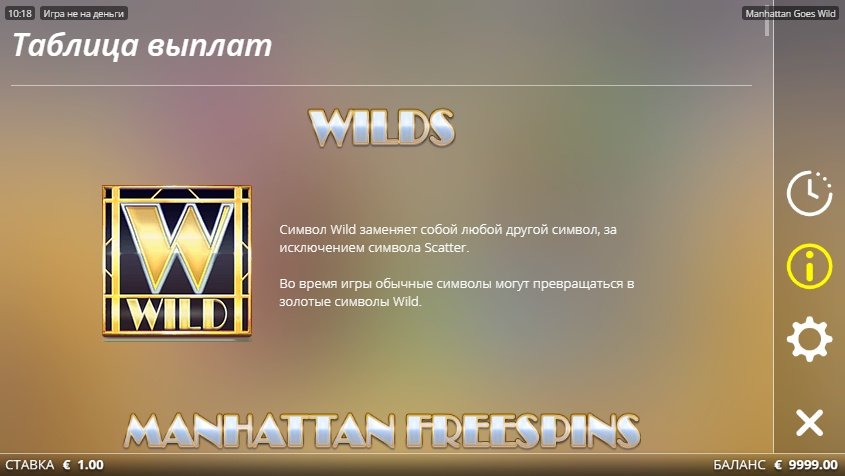 10:18 Игра не на деньги Manhattan Goes Wild
Таблица выплат
WILDS
W
WILD
Символ Wild заменяет собой любой другой символ, за
исключением символа Scatter.
Во время игры обычные символы могут превращаться в
золотые символы Wild.
MANHATTAN FREESPINS
СТАВКА € 1.00 БАЛАНС € 9999.00